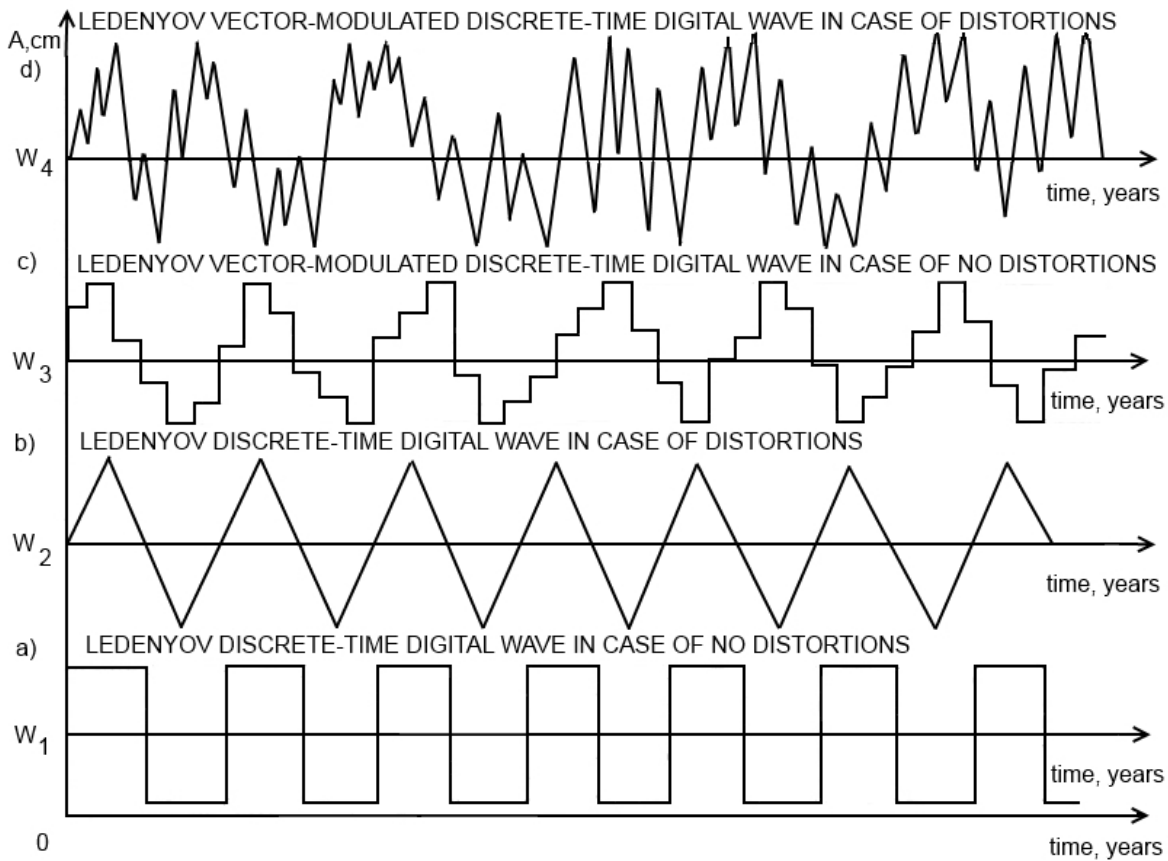 LEDENYOV VECTOR-MODULATED DISCRETE-TIME DIGITAL WAVE IN CASE OF DISTORTIONS
A,cm
d)
W4
time, years
c)
LEDENYOV VECTOR-MODULATED DISCRETE-TIME DIGITAL WAVE IN CASE OF NO DISTORTIONS
W3
time, years
b)
LEDENYOV DISCRETE-TIME DIGITAL WAVE IN CASE OF DISTORTIONS
W2
time, years
a)
LEDENYOV DISCRETE-TIME DIGITAL WAVE IN CASE OF NO DISTORTIONS
W1
time, years
0
time, years